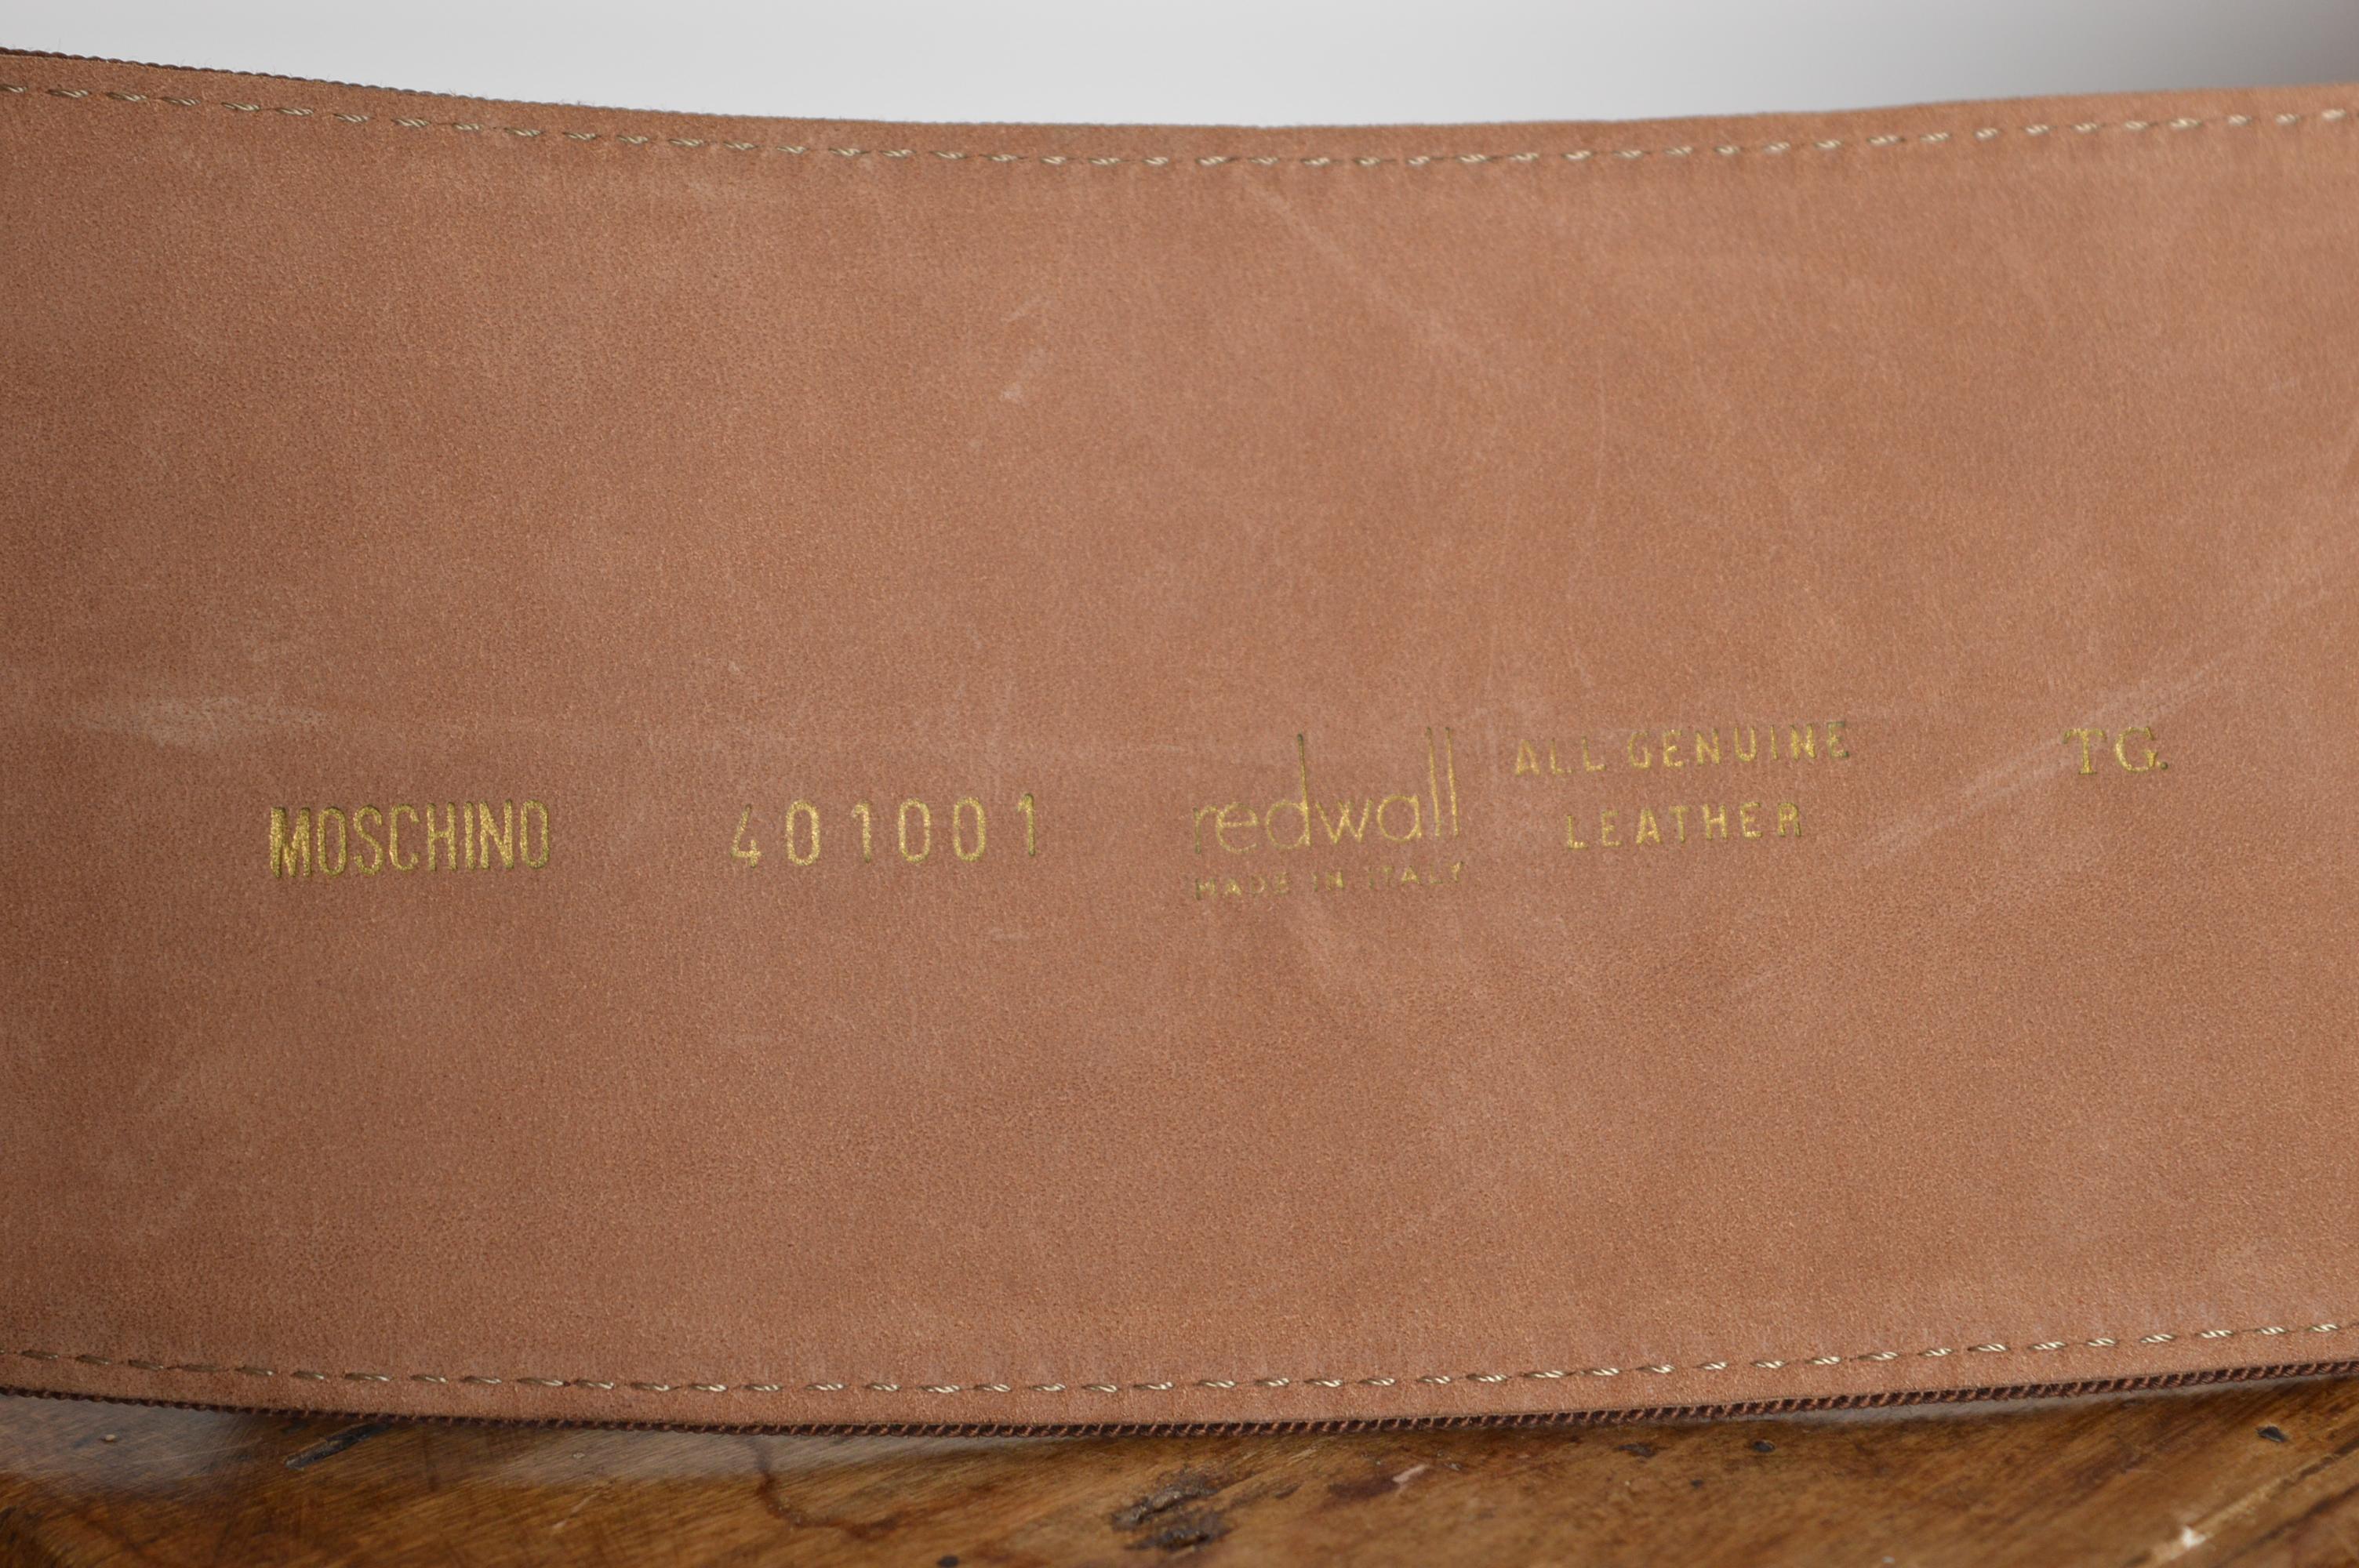 MOSCHINO
401001
redwall
MADE IN ITALY
ALL GENUINE
LEATHER
TG.